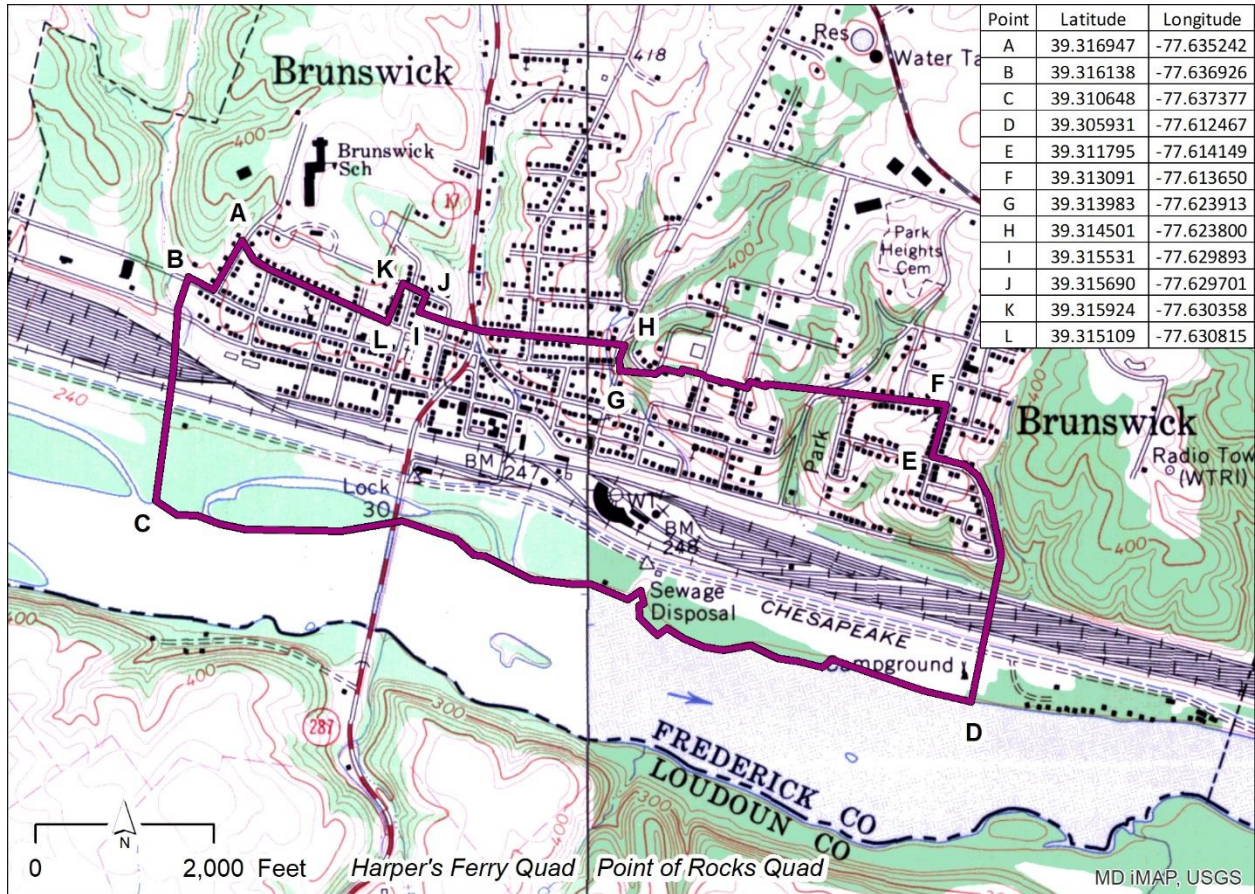 Point Latitude Longitude
A 39.316947 -77.635242
B 39.316138 -77.636926
C 39.310648 -77.637377
D 39.305931 -77.612467
E 39.311795 -77.614149
F 39.313091 -77.613650
G 39.313983 -77.623913
H 39.314501 -77.623800
I 39.315531 -77.629893
J 39.315690 -77.629701
K 39.315924 -77.630358
L 39.315109 -77.630815
Res
Water Ta
418
Brunswick
400
Brunswick
Sch
17
400
A
B
K
J
L
I
H
G
F
E
C
D
Park
Heights
Cem
400
Brunswick
Radio Tow
(WTRI)
Park
240
BM
247
Lock
30
WT
BM
248
Sewage
Disposal
CHESAPEAKE
Campground
400
400
400
400
300
287
FREDERICK CO
LOUDOUN CO
300
300
N
0 2,000 Feet
Harper's Ferry Quad
Point of Rocks Quad
MD iMAP, USGS